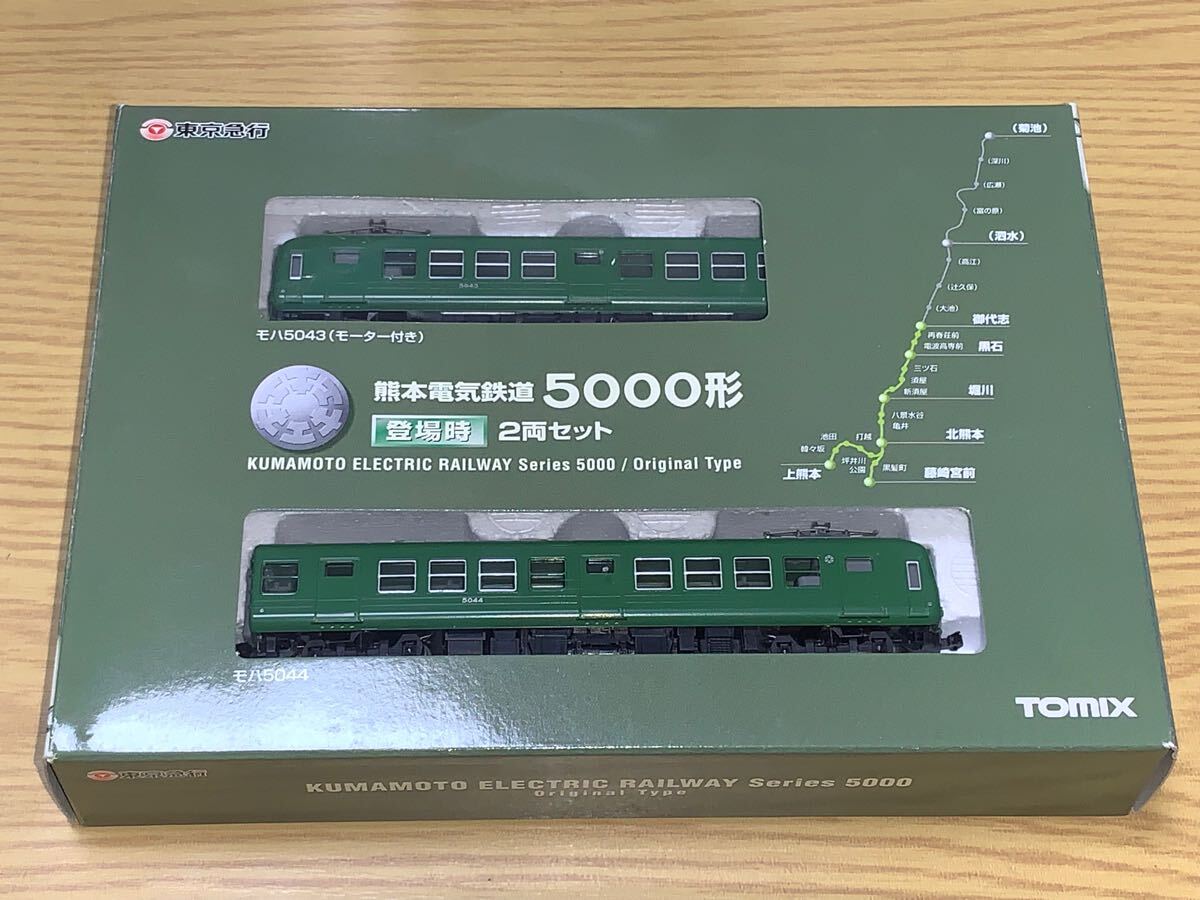 東京急行
(菊池)
(深川)
(広瀬)
(富の原)
(泗水)
(高江)
(辻久保)
(大池)
御代志
再春荘前
電波高専前 黒石
三ツ石
須屋
新須屋 堀川
八景水谷
亀井
北熊本
池田 打越
韓々坂
坪井川
公園
黒髪町
上熊本
藤崎宮前
5043
モハ5043(モーター付き)
熊本電気鉄道 5000形
登場時 2両セット
KUMAMOTO ELECTRIC RAILWAY Series 5000 / Original Type
5044
モハ5044
TOMIX
東京急行
KUMAMOTO ELECTRIC RAILWAY Series 5000
Original Type